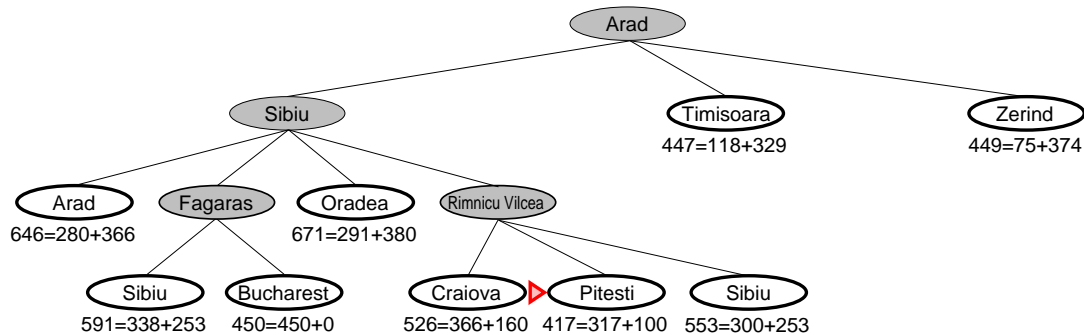 Arad
Sibiu
Timisoara
Zerind
447=118+329
449=75+374
Arad
Fagaras
Oradea
Rimnicu Vilcea
646=280+366
671=291+380
Sibiu
Bucharest
Craiova
Pitesti
Sibiu
591=338+253
450=450+0
526=366+160
417=317+100
553=300+253